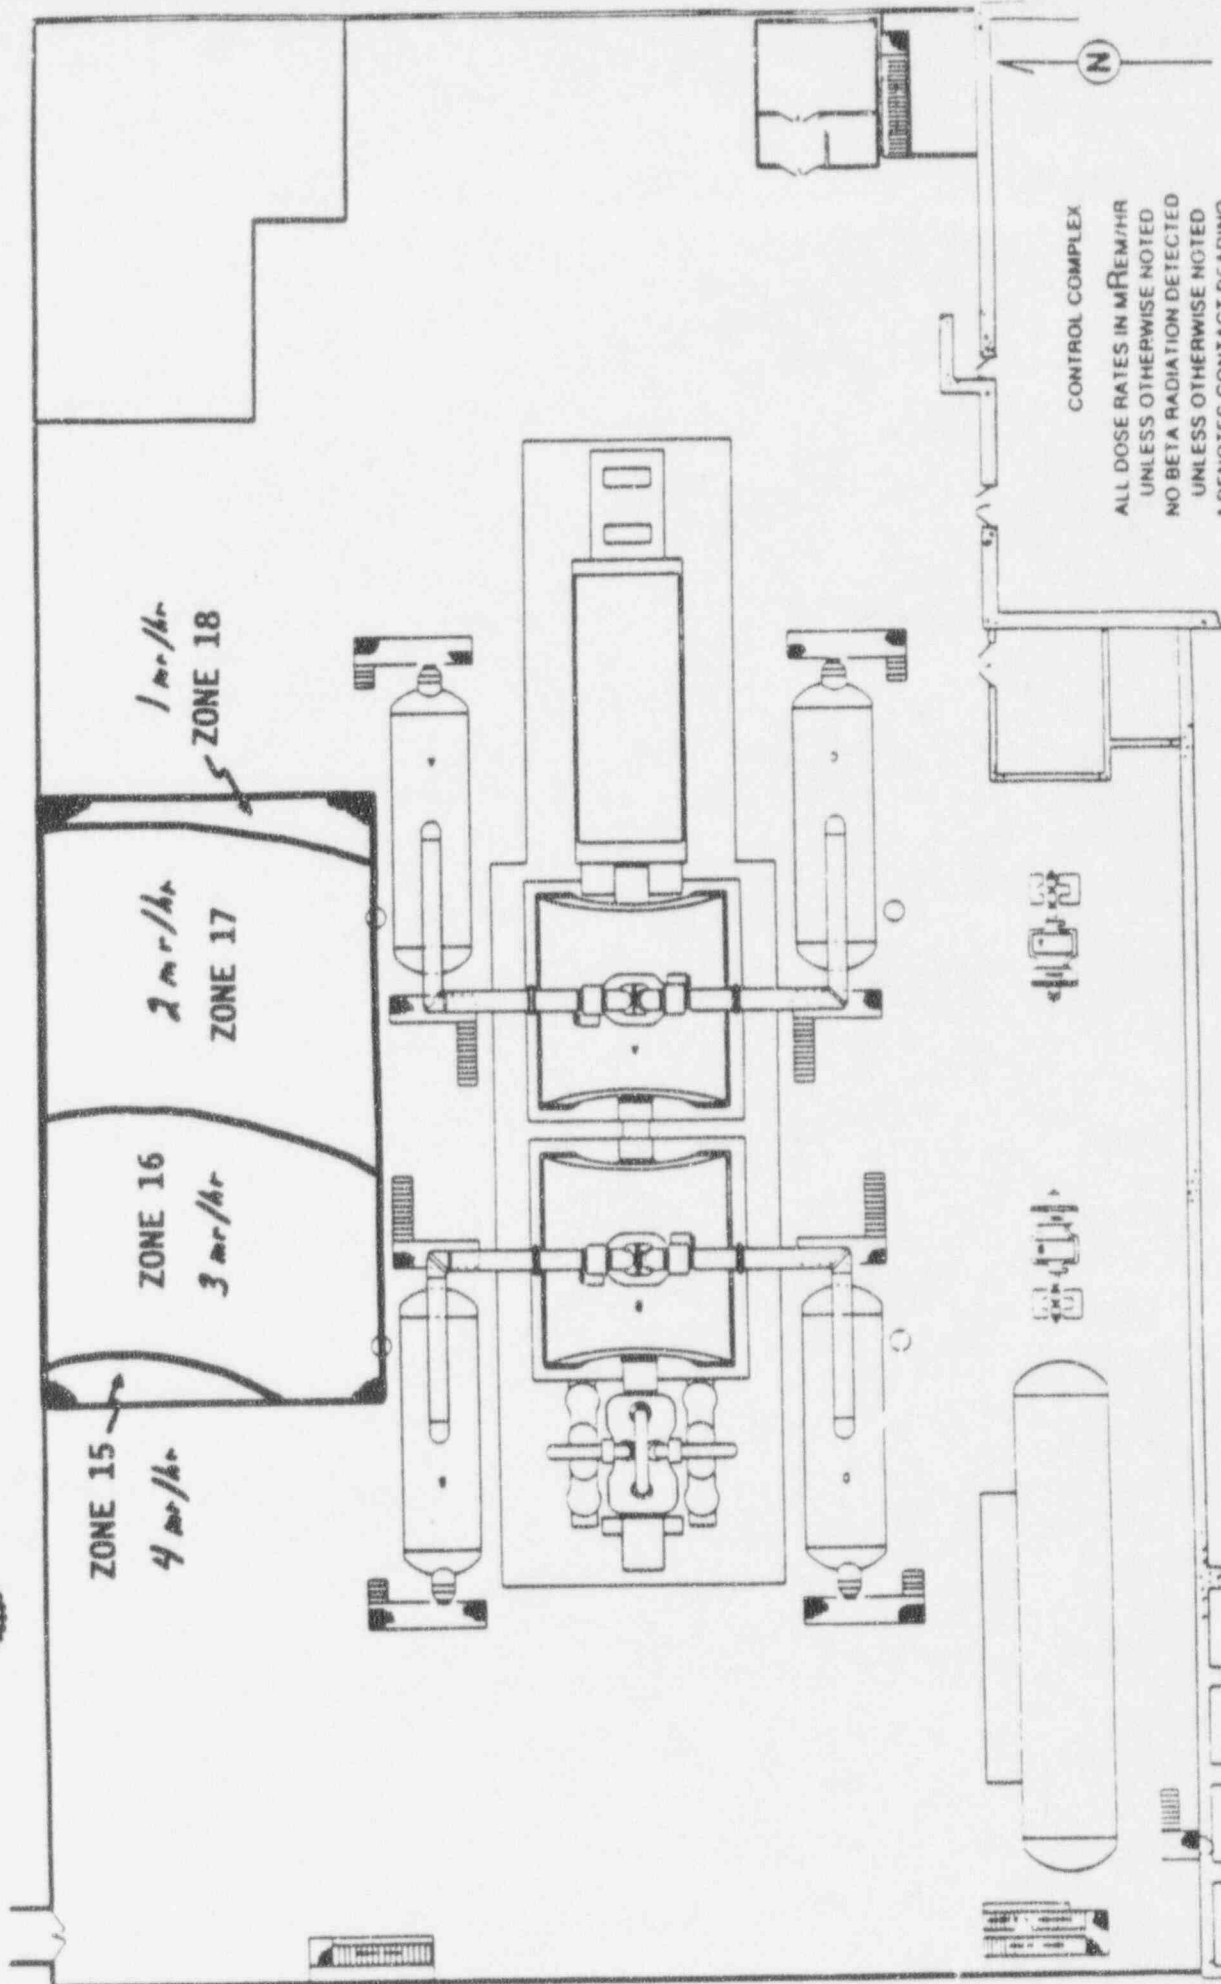 ZONE 15
4 mr/hr
ZONE 16
3 mr/hr
2 mr/hr
ZONE 17
1 mr/hr
ZONE 18
N
CONTROL COMPLEX
ALL DOSE RATES IN MREM/HR
UNLESS OTHERWISE NOTED
NO BETA RADIATION DETECTED
UNLESS OTHERWISE NOTED